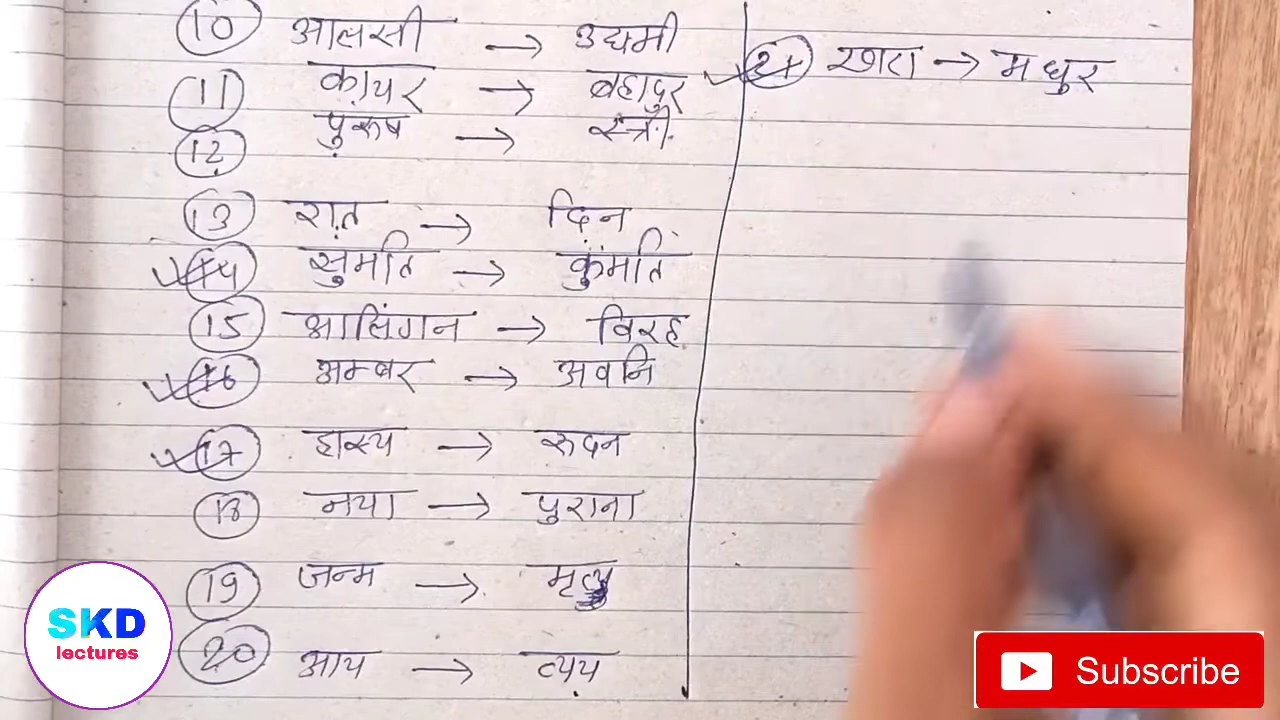 10 आलसी → उद्यमी
11 कायर → बहादुर
12 पुरुष → स्त्री
13 रात → दिन
14 सुमति → कुमति
15 आलिंगन → विरह
16 अम्बर → अवनि
17 हास्य → रुदन
18 नया → पुराना
19 जन्म → मृत्यु
20 आय → व्यय
21 खारा → मधुर
SKD
lectures
Subscribe